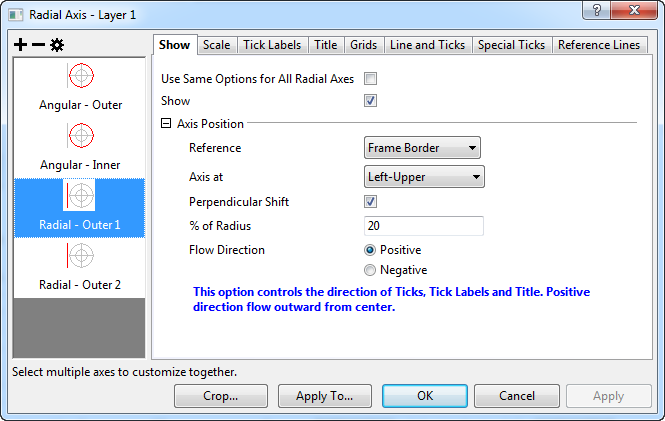 Radial Axis - Layer 1
Show Scale Tick Labels Title Grids Line and Ticks Special Ticks Reference Lines
Angular - Outer
Angular - Inner
Radial - Outer 1
Radial - Outer 2
Use Same Options for All Radial Axes
Show
Axis Position
Reference Frame Border
Axis at Left-Upper
Perpendicular Shift
% of Radius 20
Flow Direction Positive
Negative
This option controls the direction of Ticks, Tick Labels and Title. Positive
direction flow outward from center.
Select multiple axes to customize together.
Crop... Apply To... OK Cancel Apply